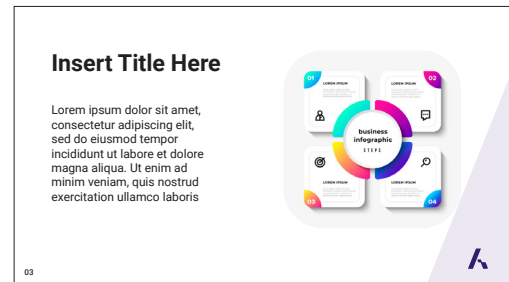 Insert Title Here
Lorem ipsum dolor sit amet,
consectetur adipiscing elit,
sed do eiusmod tempor
incididunt ut labore et dolore
magna aliqua. Ut enim ad
minim veniam, quis nostrud
exercitation ullamco laboris
01
LOREM IPSUM
LOREM IPSUM
02
business
infographic
STEPS
LOREM IPSUM
03
LOREM IPSUM
04
03